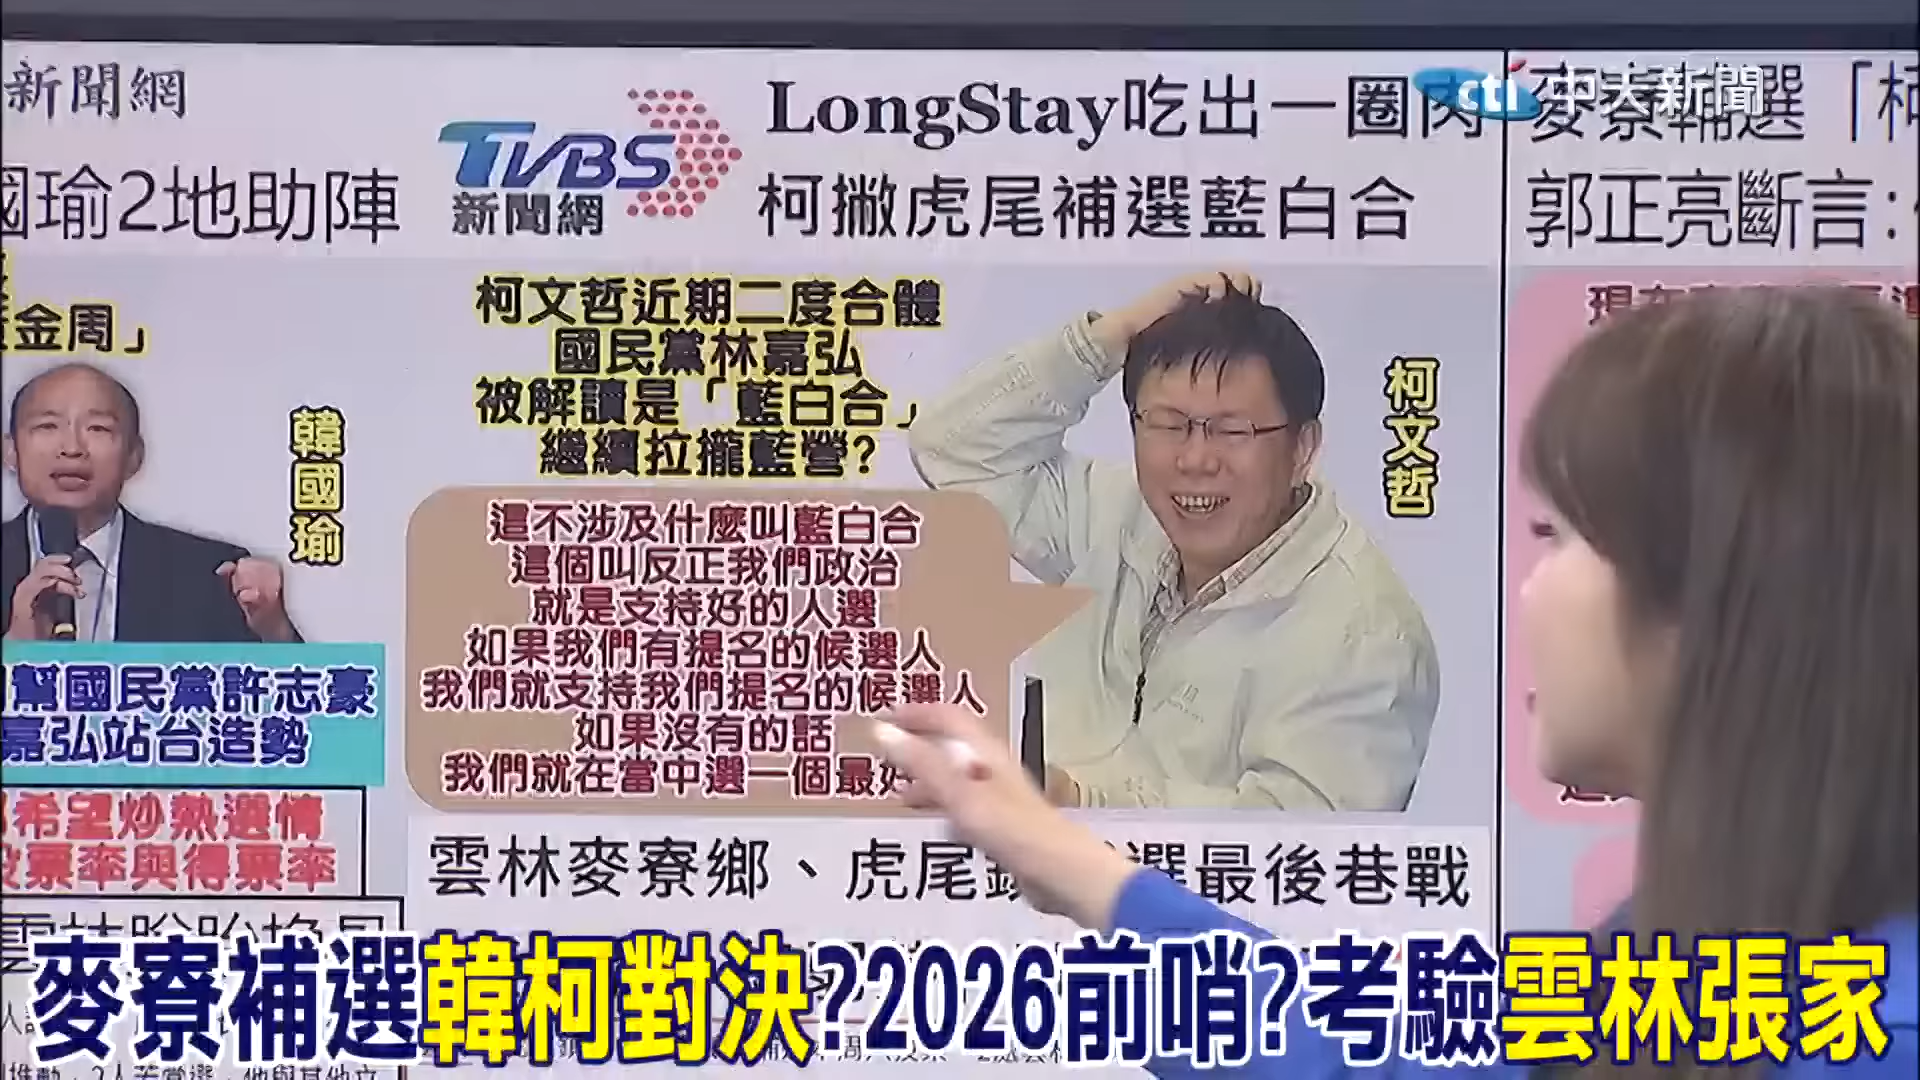 新聞網
國瑜2地助陣
金周」
韓國瑜
幫國民黨許志豪
嘉弘站台造勢
希望炒熱選情
投票率與得票率
TVBS
新聞網
LongStay吃出一圈肉
柯撇虎尾補選藍白合
柯文哲近期二度合體
國民黨林嘉弘
被解讀是「藍白合」
繼續拉攏藍營?
柯文哲
這不涉及什麼叫藍白合
這個叫反正我們政治
就是支持好的人選
如果我們有提名的候選人
我們就支持我們提名的候選人
如果沒有的話
我們就在當中選一個最好
雲林麥寮鄉、虎尾鎮 選最後巷戰
cti中天新聞
麥寮補選「柯
郭正亮斷言:
麥寮補選韓柯對決?2026前哨?考驗雲林張家